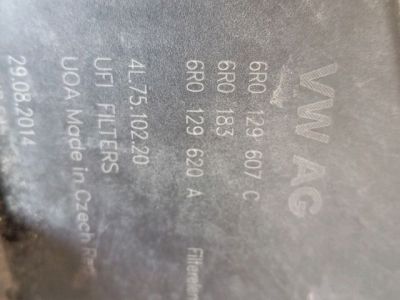 VW AG
6R0 129 607 C
6R0 183
6R0 129 620 A
4L.75.102.20
UFI FILTERS
UOA Made in Czech
29.08.2014